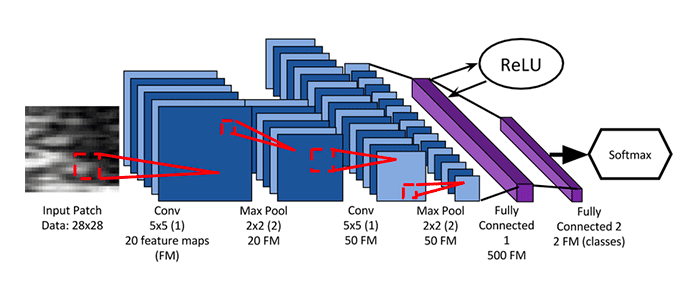 ReLU
Softmax
Input Patch
Data: 28x28
Conv
5x5 (1)
20 feature maps
(FM)
Max Pool
2x2 (2)
20 FM
Conv
5x5 (1)
50 FM
Max Pool
2x2 (2)
50 FM
Fully
Connected
1
500 FM
Fully
Connected 2
2 FM (classes)